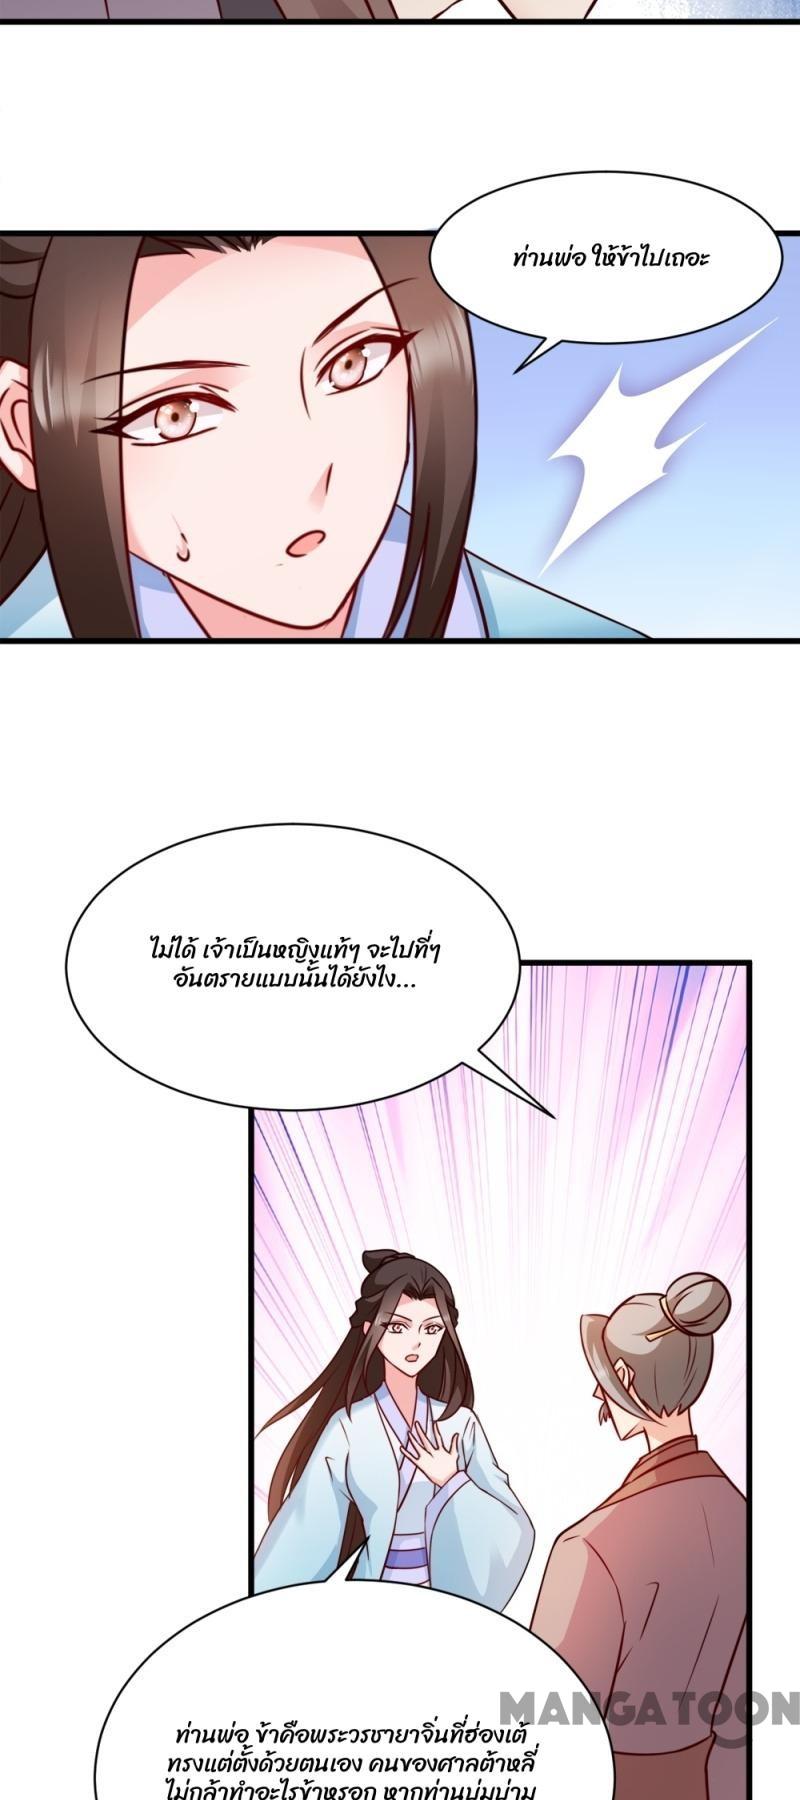 ท่านพ่อ ให้ข้าไปเถอะ
ไม่ได้ เจ้าเป็นหญิงแท้ๆ จะไปที่ๆ
อันตรายแบบนั้นได้ยังไง...
MANGATOON
ท่านพ่อ ข้าคือพระวรชายาจิ่นที่ฮ่องเต้
ทรงแต่ตั้งด้วยตนเอง คนของศาลต้าหลี่
ไม่กล้าทำอะไรข้าหรอก หากท่านบุ่มบ่าม